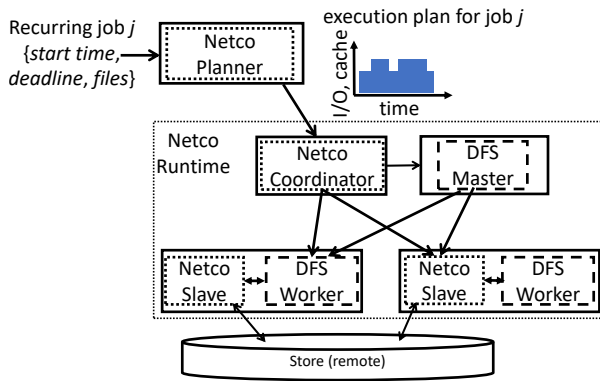 Recurring job j
{start time,
deadline, files}
Netco
Planner
execution plan for job j
I/O, cache
time
Netco
Runtime
Netco
Coordinator
DFS
Master
Netco
Slave
DFS
Worker
Netco
Slave
DFS
Worker
Store (remote)